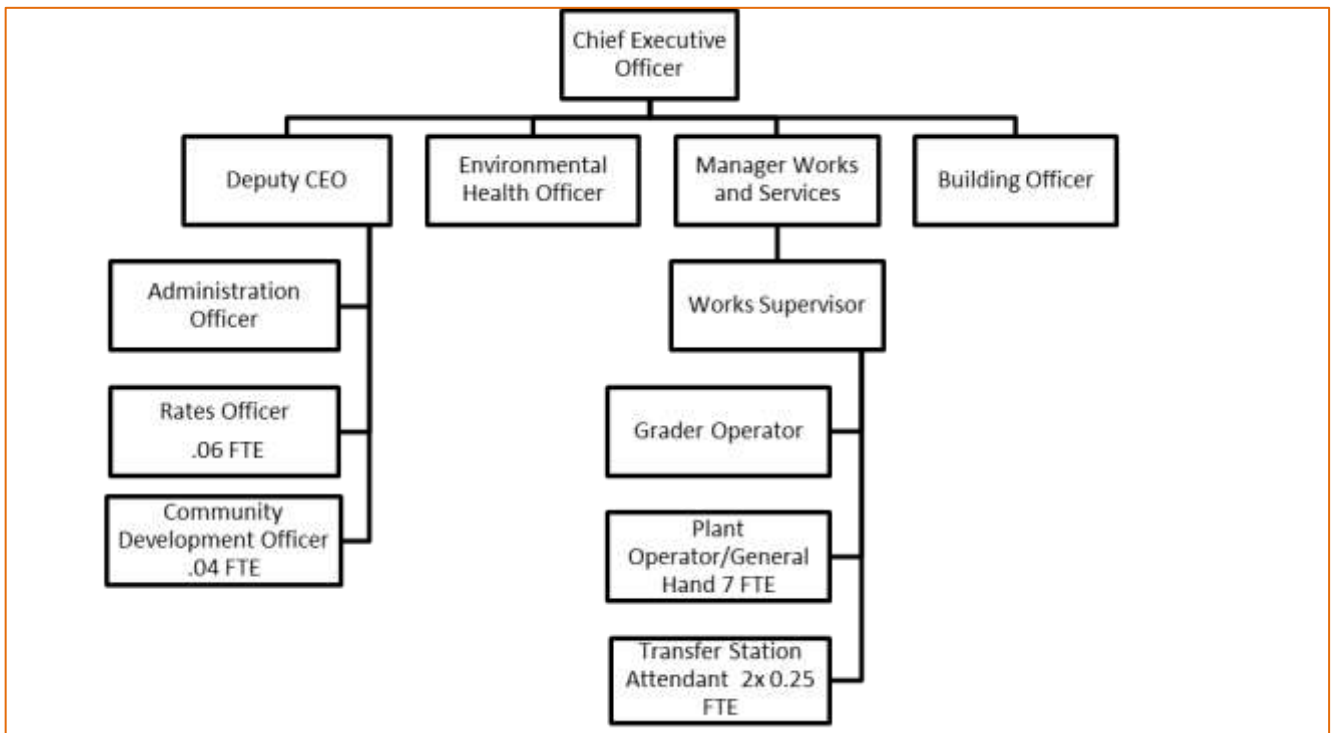 Chief Executive
Officer
Deputy CEO
Environmental
Health Officer
Manager Works
and Services
Building Officer
Administration
Officer
Rates Officer
.06 FTE
Community
Development Officer
.04 FTE
Works Supervisor
Grader Operator
Plant
Operator/General
Hand 7 FTE
Transfer Station
Attendant 2x 0.25
FTE